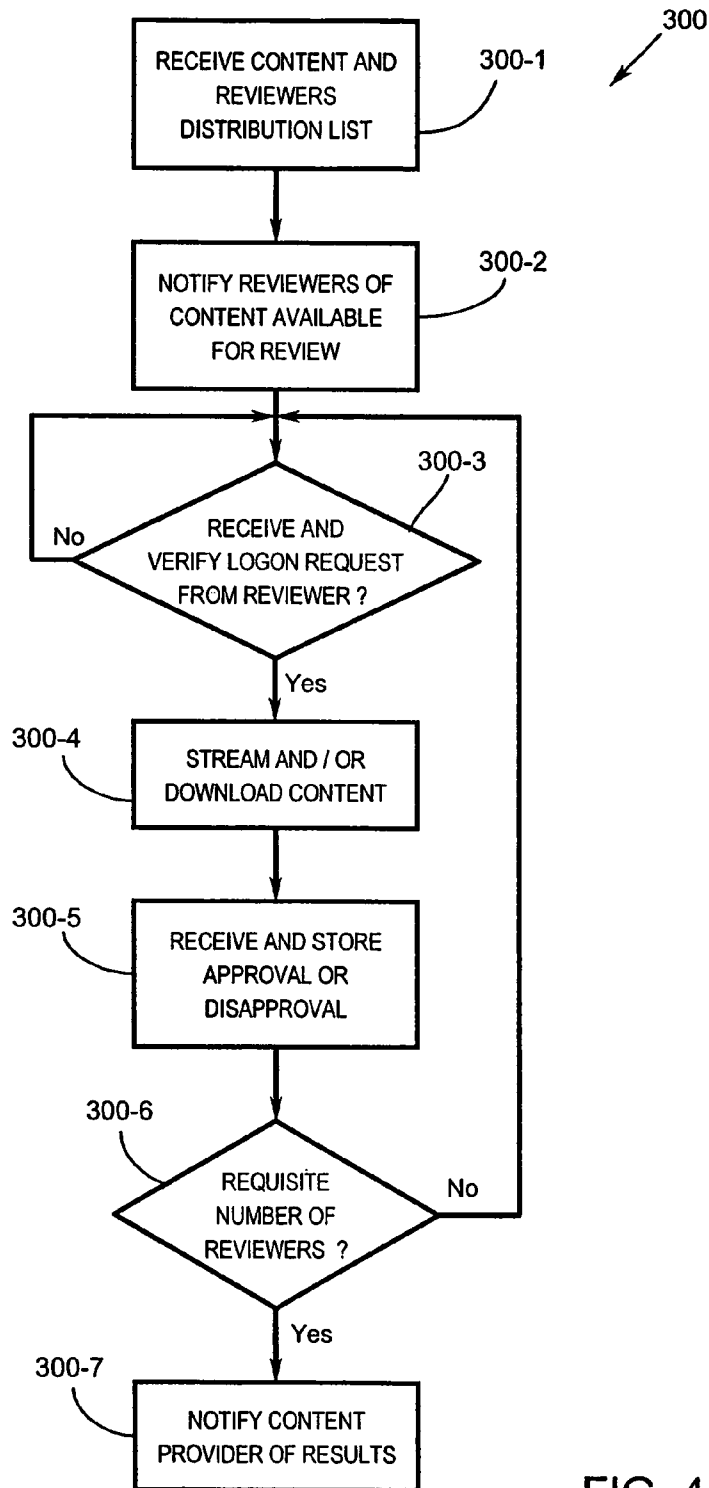 300
RECEIVE CONTENT AND
REVIEWERS
DISTRIBUTION LIST
300-1
NOTIFY REVIEWERS OF
CONTENT AVAILABLE
FOR REVIEW
300-2
300-3
No
RECEIVE AND
VERIFY LOGON REQUEST
FROM REVIEWER ?
Yes
300-4
STREAM AND / OR
DOWNLOAD CONTENT
300-5
RECEIVE AND STORE
APPROVAL OR
DISAPPROVAL
300-6
REQUISITE
NUMBER OF
REVIEWERS ?
No
Yes
300-7
NOTIFY CONTENT
PROVIDER OF RESULTS
FIG. 4